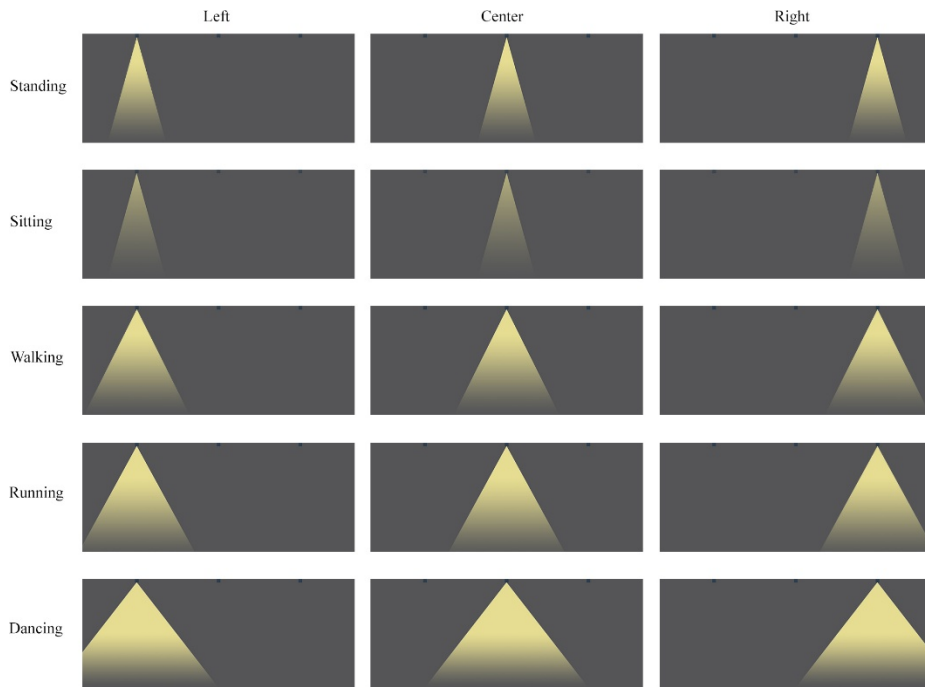 Left Center Right
Standing
Sitting
Walking
Running
Dancing